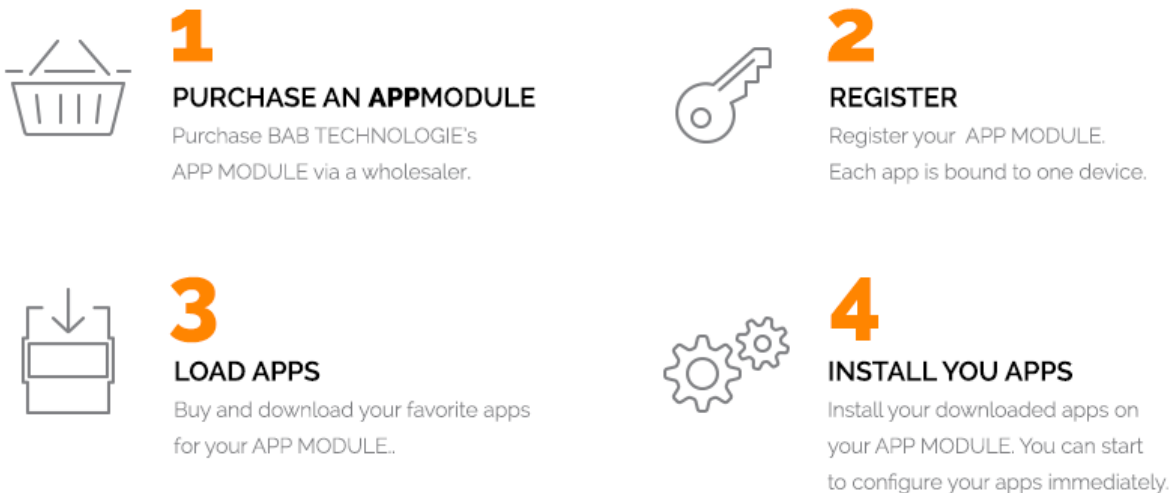 1
PURCHASE AN APPMODULE
Purchase BAB TECHNOLOGIE's
APP MODULE via a wholesaler.
2
REGISTER
Register your APP MODULE.
Each app is bound to one device.
3
LOAD APPS
Buy and download your favorite apps
for your APP MODULE..
4
INSTALL YOU APPS
Install your downloaded apps on
your APP MODULE. You can start
to configure your apps immediately.